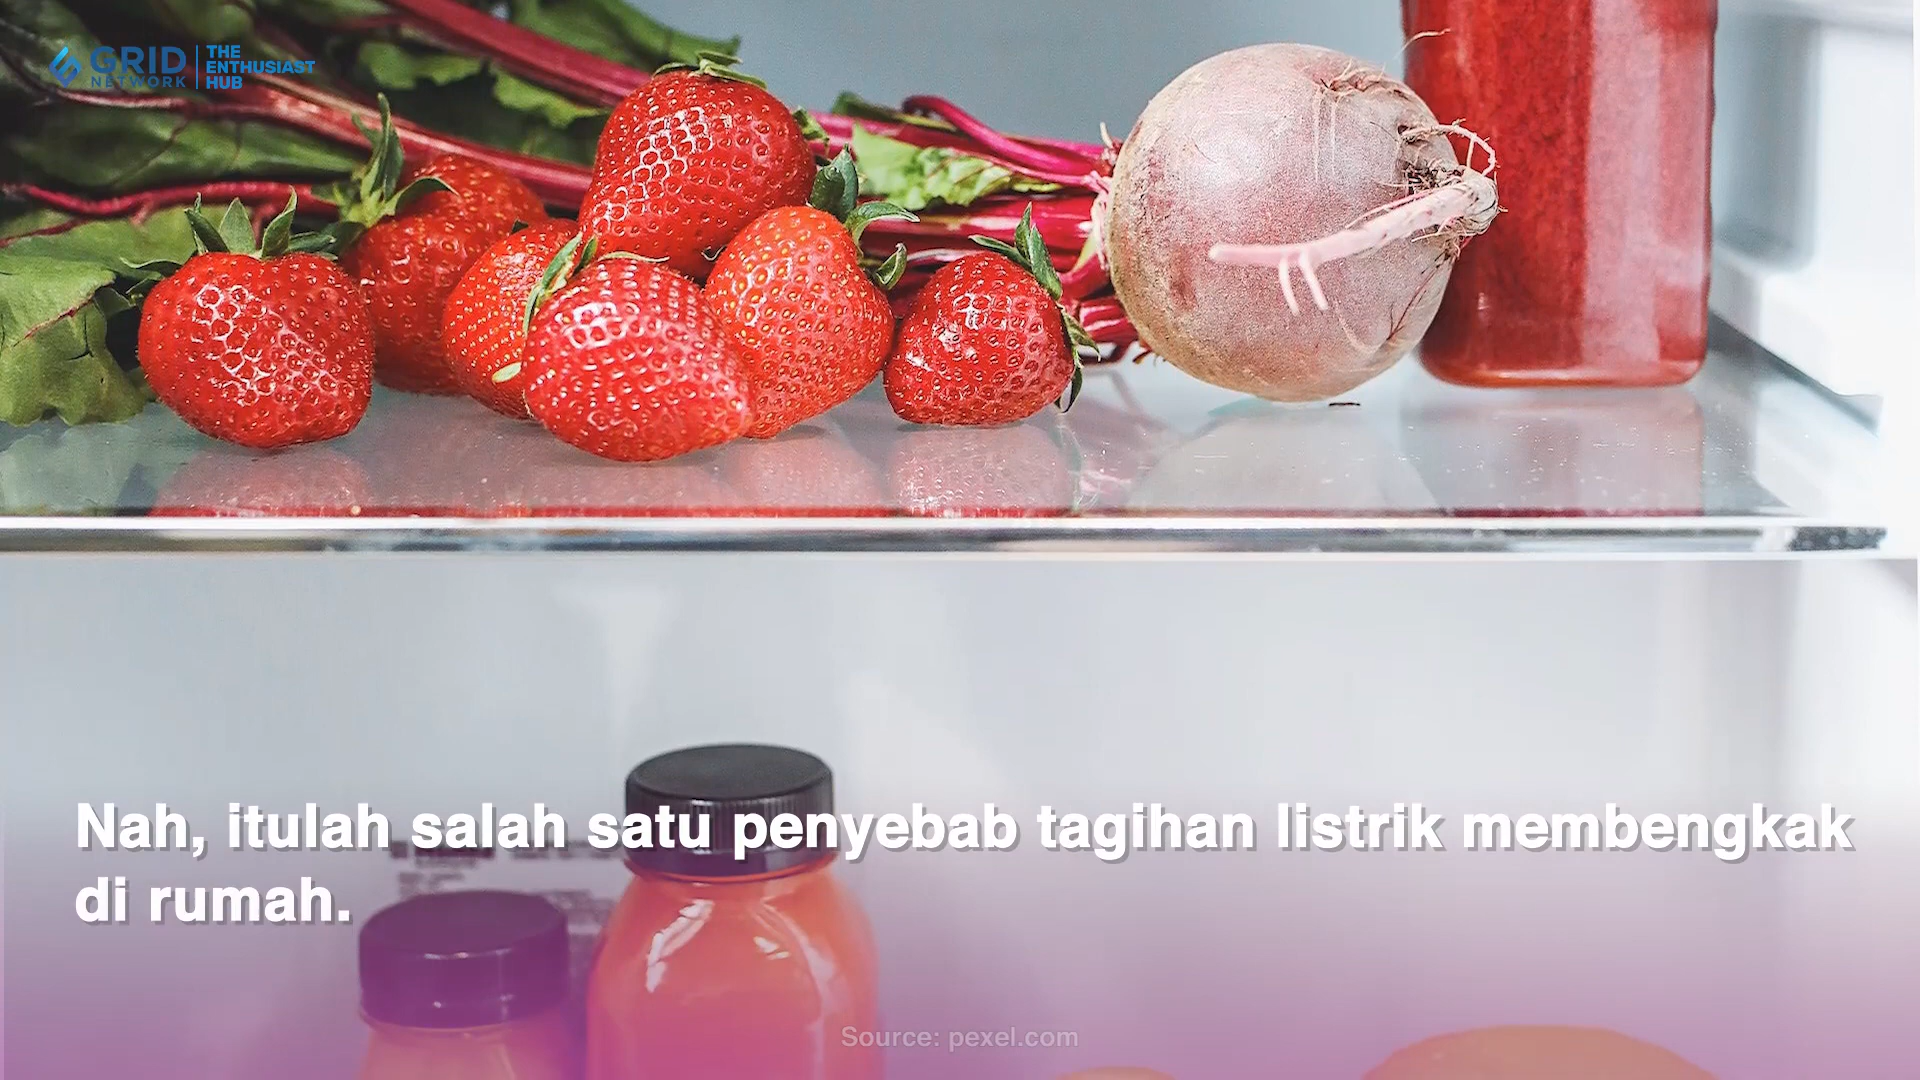 GRID NETWORK
THE ENTHUSIAST HUB
Nah, itulah salah satu penyebab tagihan listrik membengkak
di rumah.
Source: pexel.com